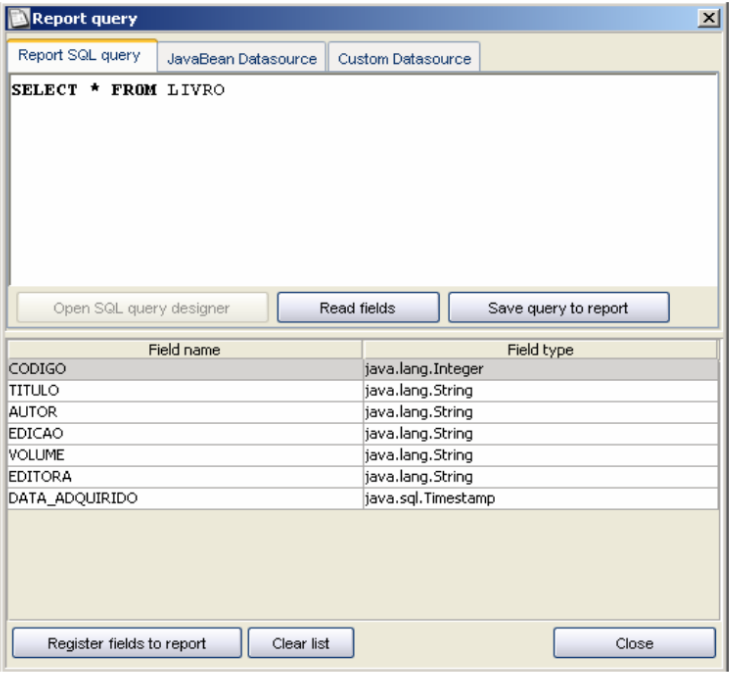 Report query
Report SQL query JavaBean Datasource Custom Datasource
SELECT * FROM LIVRO
Open SQL query designer Read fields Save query to report
Field name Field type
CODIGO java.lang.Integer
TITULO java.lang.String
AUTOR java.lang.String
EDICAO java.lang.String
VOLUME java.lang.String
EDITORA java.lang.String
DATA_ADQUIRIDO java.sql.Timestamp
Register fields to report Clear list Close